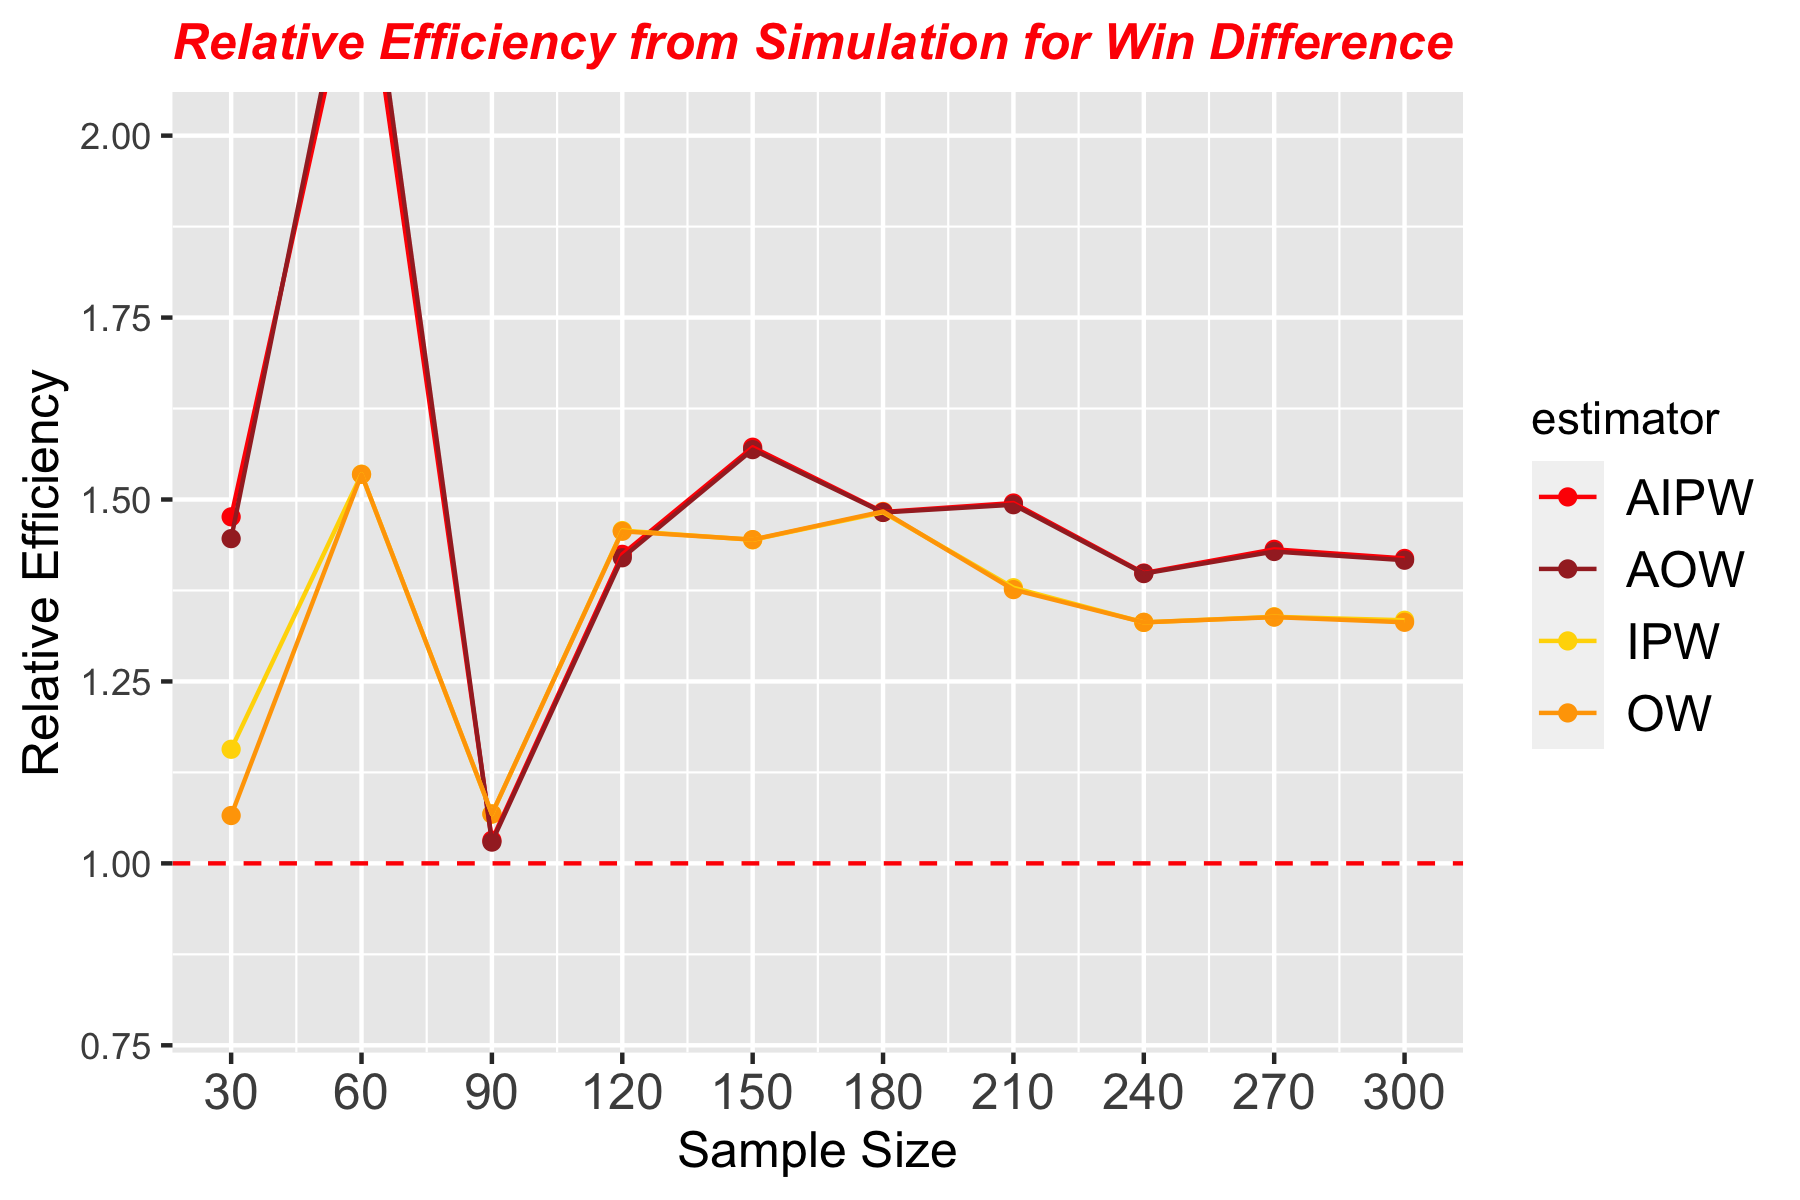 Relative Efficiency from Simulation for Win Difference
Relative Efficiency
2.00
1.75
1.50
1.25
1.00
0.75
30 60 90 120 150 180 210 240 270 300
Sample Size
estimator
AIPW
AOW
IPW
OW